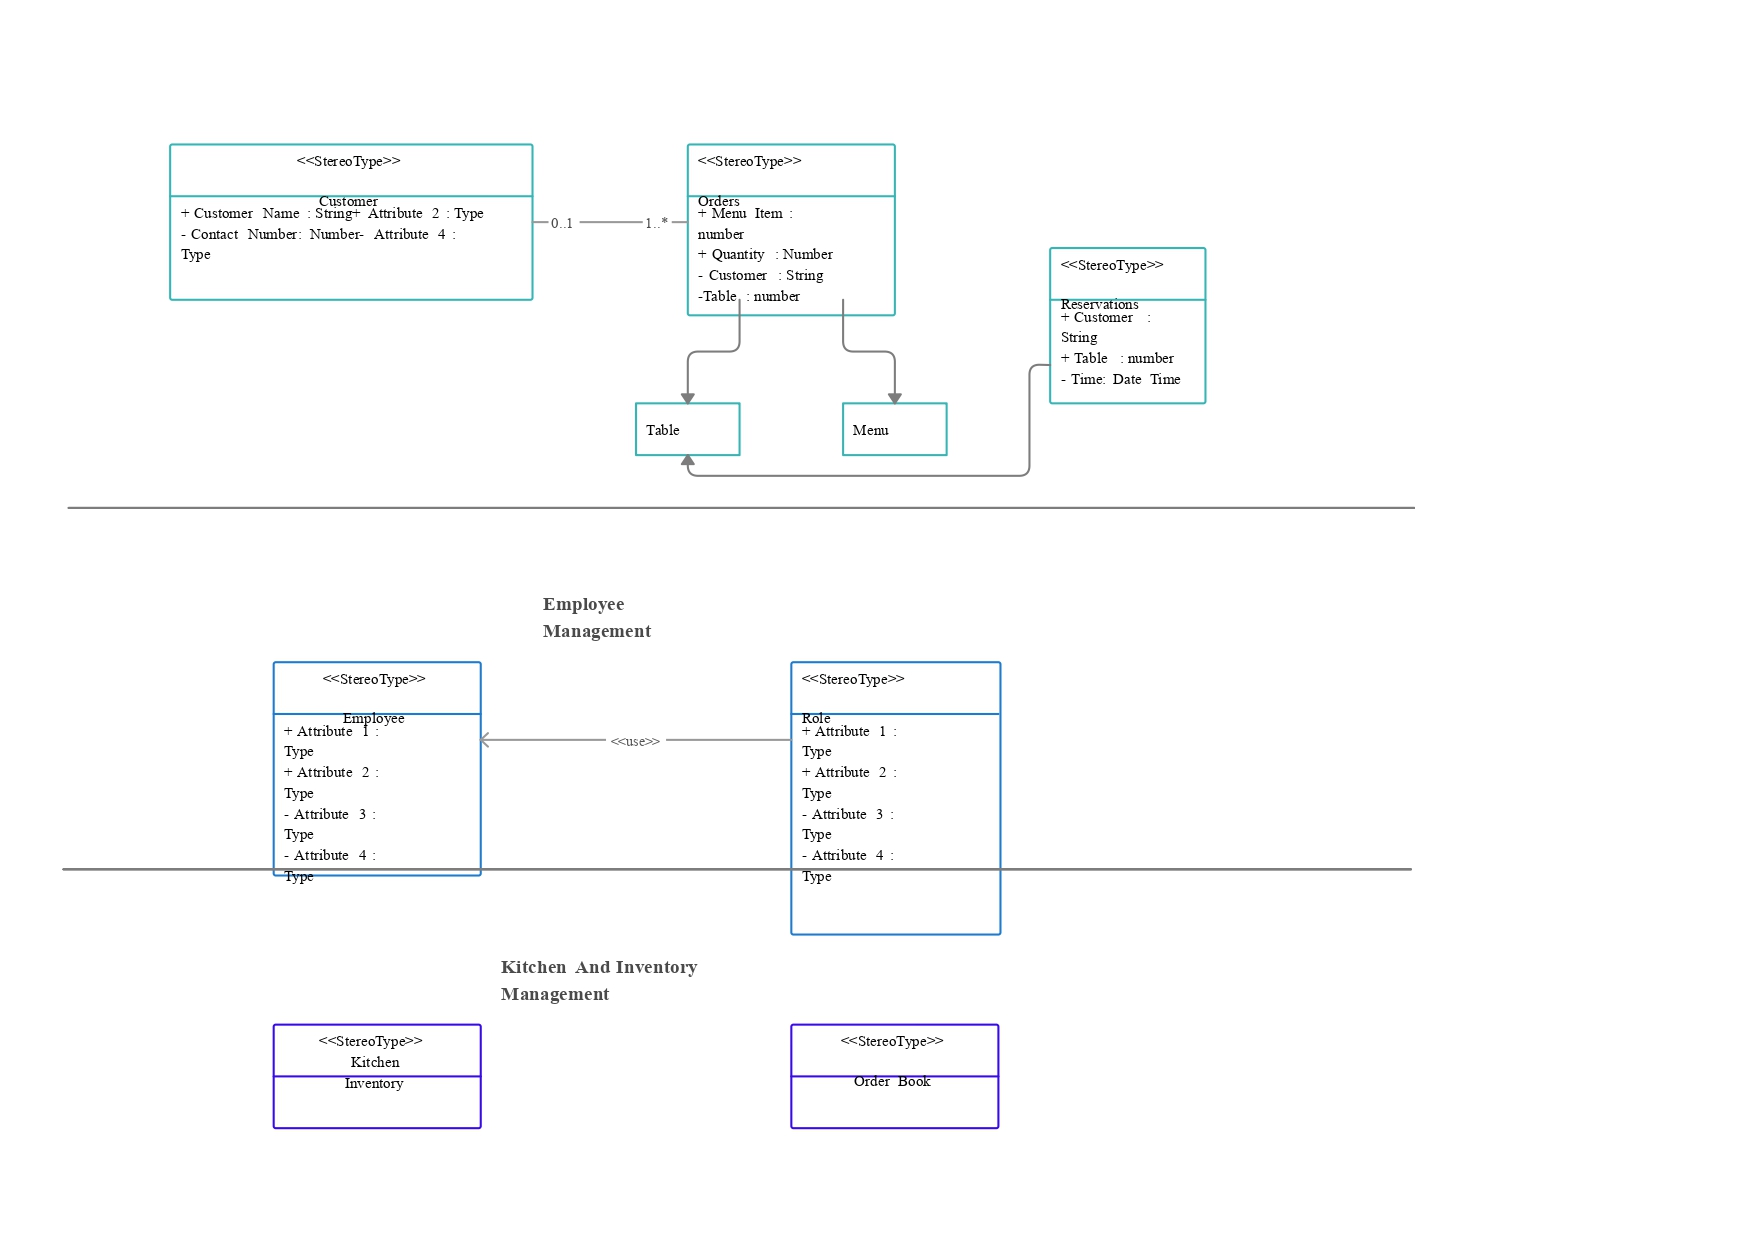 <<StereoType>>
Customer
+ Customer Name : String+ Attribute 2 : Type
- Contact Number: Number- Attribute 4 :
Type
0..1
1..*
<<StereoType>>
Orders
+ Menu Item :
number
+ Quantity : Number
- Customer : String
-Table : number
<<StereoType>>
Reservations
+ Customer :
String
+ Table : number
- Time: Date Time
Table
Menu
Employee
Management
<<StereoType>>
Employee
+ Attribute 1 :
Type
+ Attribute 2 :
Type
- Attribute 3 :
Type
- Attribute 4 :
Type
<<use>>
<<StereoType>>
Role
+ Attribute 1 :
Type
+ Attribute 2 :
Type
- Attribute 3 :
Type
- Attribute 4 :
Type
Kitchen And Inventory
Management
<<StereoType>>
Kitchen
Inventory
<<StereoType>>
Order Book